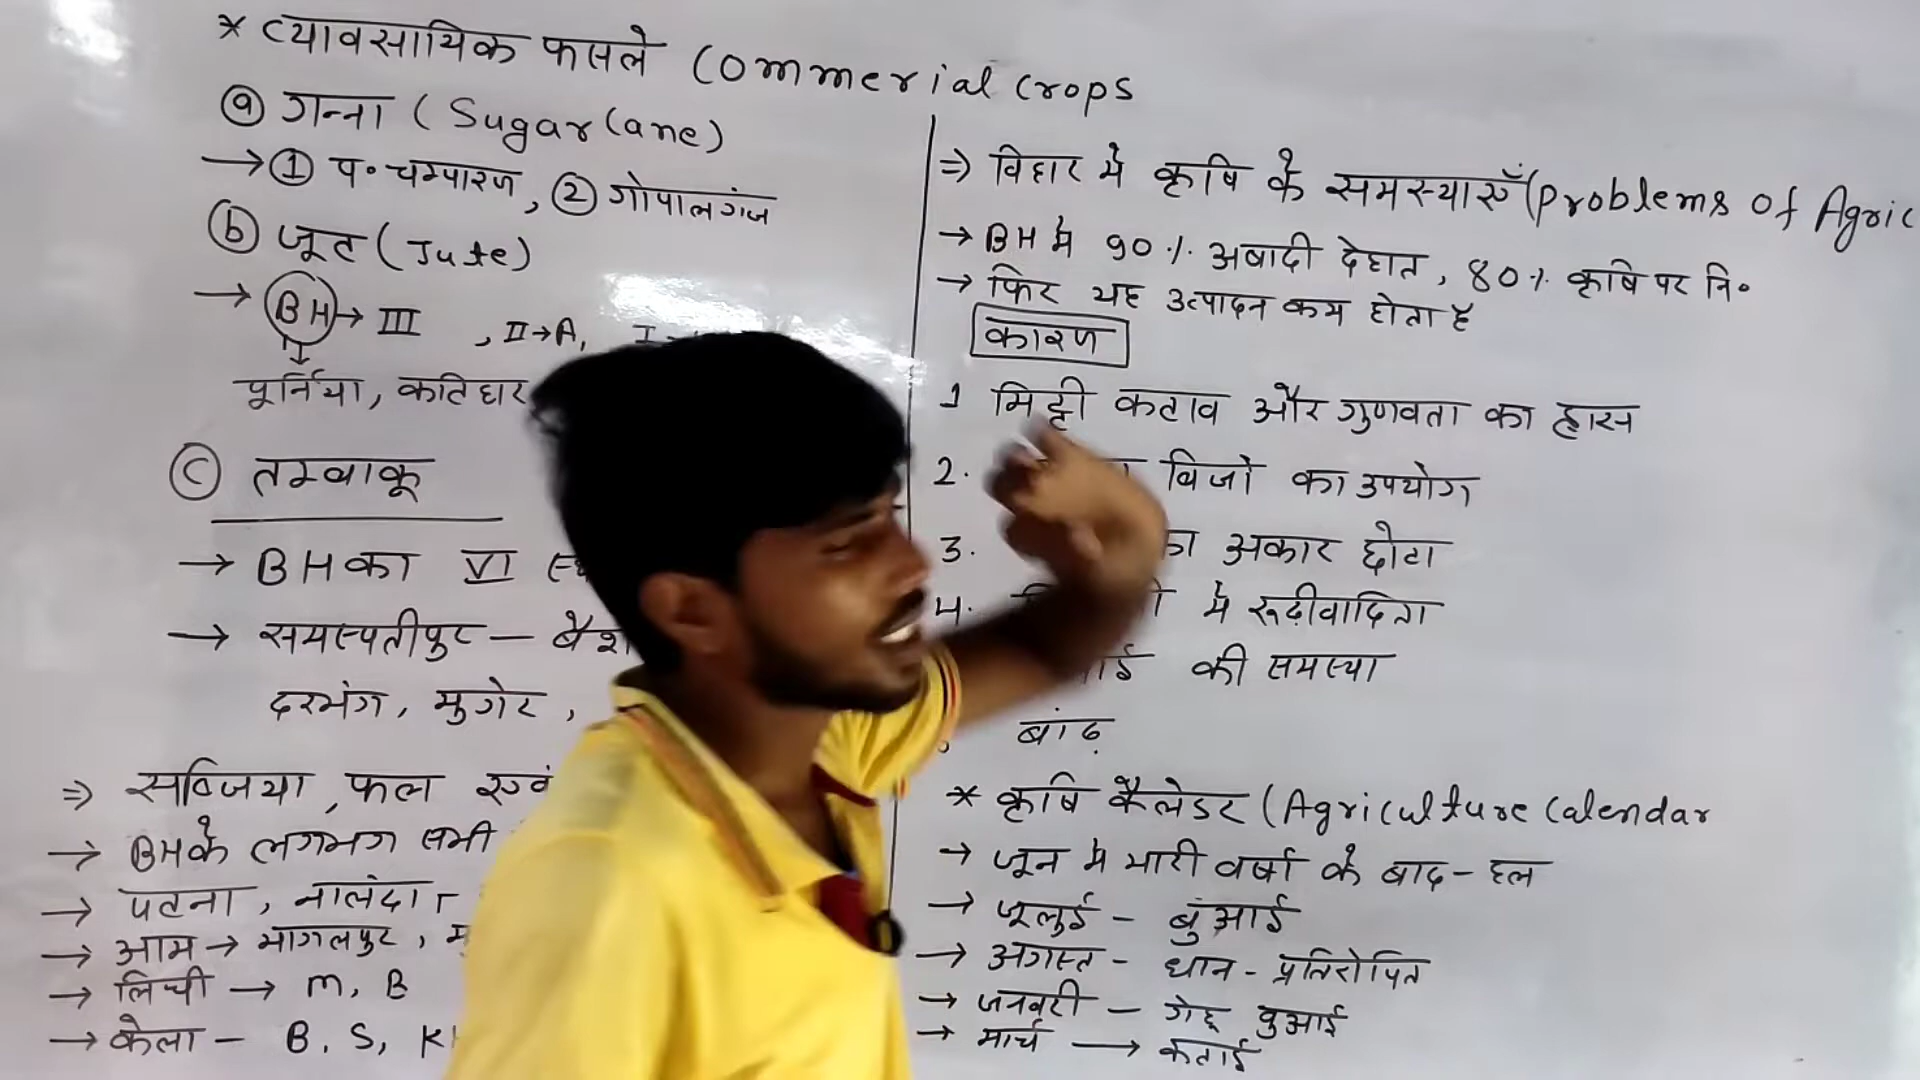 * व्यावसायिक फसले Commerial Crops
ⓐ गन्ना (Sugar Cane)
→ ① प॰ चम्पारण, ② गोपालगंज
ⓑ जूट (Jute)
→ BH → III , II → A, I
पूर्निया, कटिहार
ⓒ तम्बाकू
→ BH का VI
→ समस्पतीपुर -
दरभंग, मुगेर,
⇒ सब्जिया, फल एवं
→ BH के लगभग सभी
→ पटना, नालंदा
→ आम → भागलपुर,
→ लिची → M, B
→ केला - B. S, K
⇒ विहार मे कृषि के समस्याएँ (Problems of Agric
→ BH मे 90% अबादी देहात, 80% कृषि पर नि॰
→ फिर यह उत्पादन कम होता है
कारण
1 मिट्टी कटाव और गुणवता का ह्रास
2. बिजो का उपयोग
3. का अकार छोटा
4. मे रूढ़ीवादिता
की समस्या
बांढ़
* कृषि कैलेडर (Agriculture Calendar
→ जून मे भारी वर्षा के बाद - हल
→ जूलुई - बुंआई
→ अगस्त - धान - प्रतिरोपित
→ जनवरी - गेहू वुआई
→ मार्च → कटाई